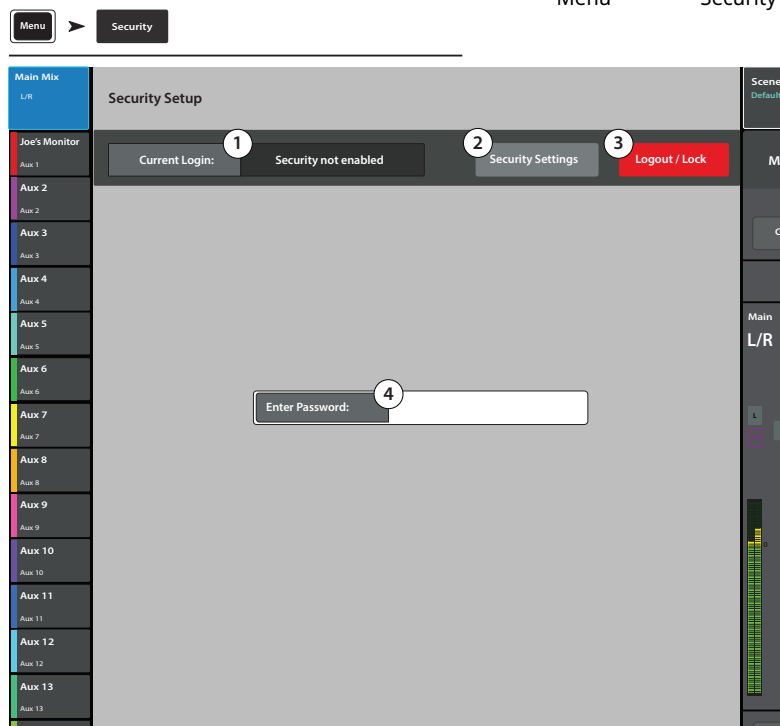 Menu Security
Menu
Security
Main Mix
L/R
Security Setup
Scene
Default
Joe's Monitor
Aux 1
1
Current Login:
Security not enabled
2
Security Settings
3
Logout / Lock
Aux 2
Aux 2
Aux 3
Aux 3
Aux 4
Aux 4
Aux 5
Aux 5
Main
L/R
Aux 6
Aux 6
4
Enter Password:
Aux 7
Aux 7
L
Aux 8
Aux 8
Aux 9
Aux 9
Aux 10
Aux 10
Aux 11
Aux 11
Aux 12
Aux 12
Aux 13
Aux 13